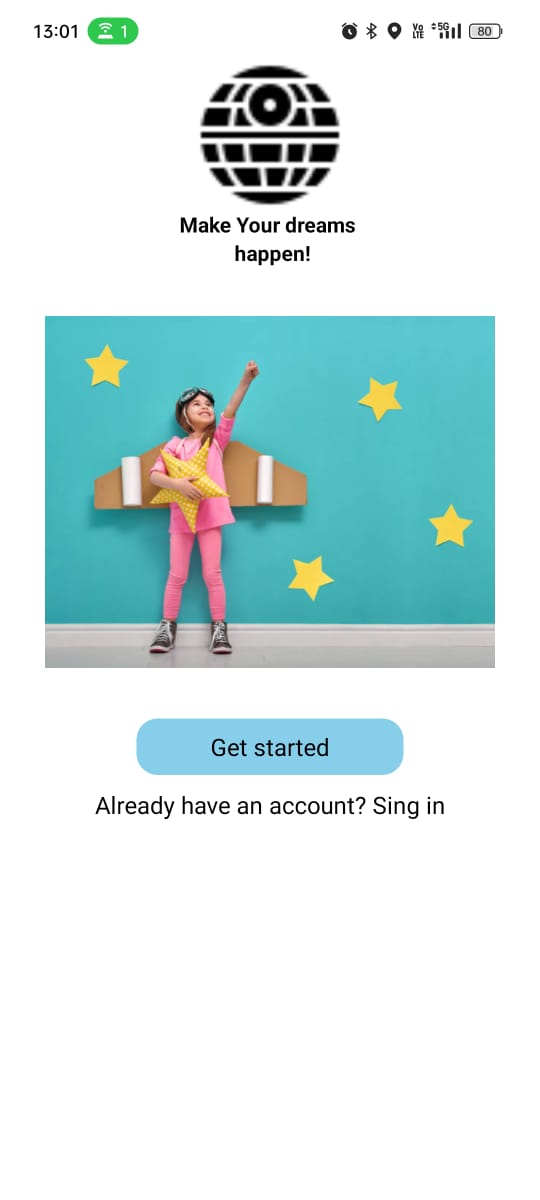 13:01 1 Vo LTE 5G 80
Make Your dreams
happen!
Get started
Already have an account? Sing in